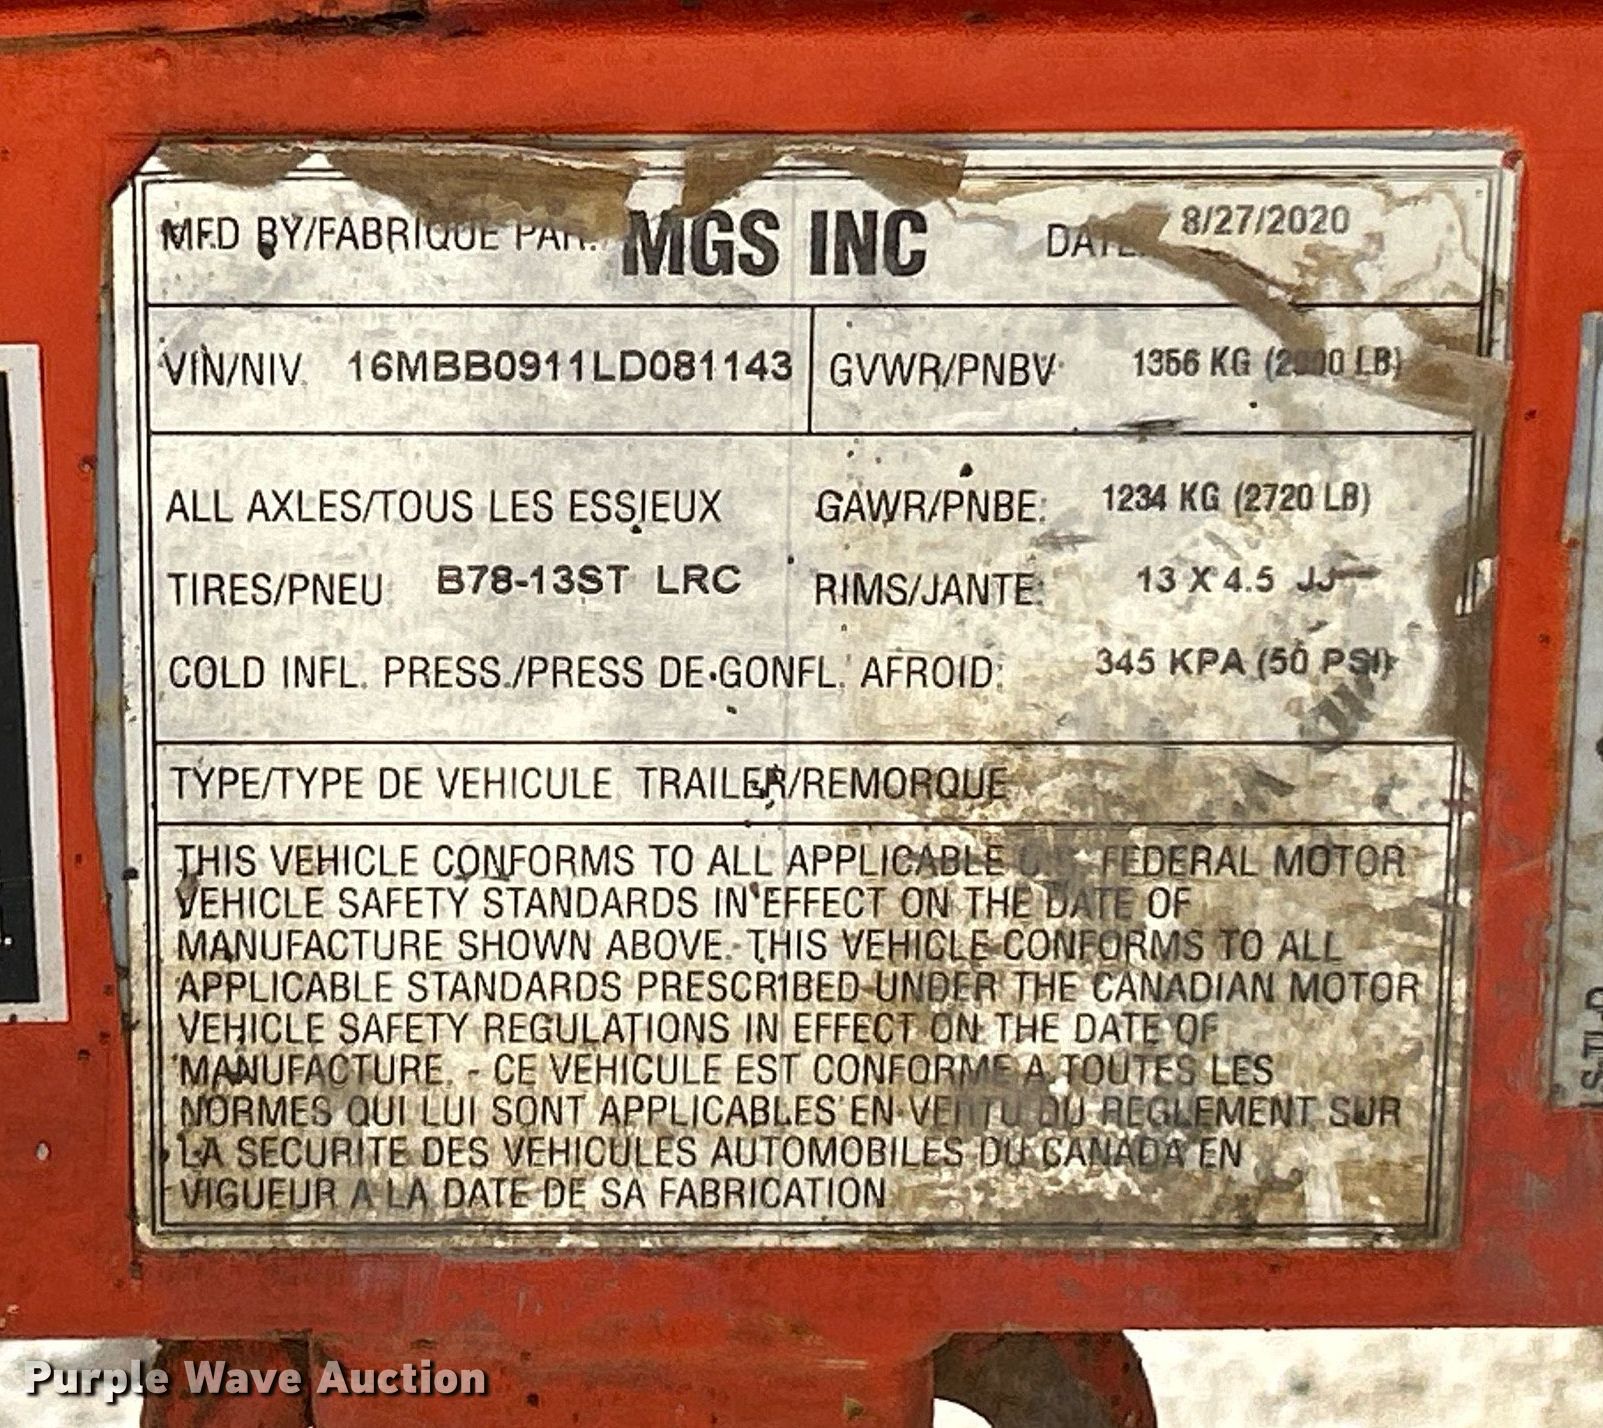 MFD BY/FABRIQUE PAR: MGS INC DATE: 8/27/2020
VIN/NIV: 16MBB0911LD081143 GVWR/PNBV: 1356 KG LB)
ALL AXLES/TOUS LES ESSIEUX GAWR/PNBE: 1234 KG (2720 LB)
TIRES/PNEU: B78-13ST LRC RIMS/JANTE: 13 X 4.5 JJ
COLD INFL. PRESS./PRESS DE GONFL. AFROID: 345 KPA (50 PSI)
TYPE/TYPE DE VEHICULE TRAILER/REMORQUE
THIS VEHICLE CONFORMS TO ALL APPLICABLE FEDERAL MOTOR
VEHICLE SAFETY STANDARDS IN EFFECT ON THE DATE OF
MANUFACTURE SHOWN ABOVE. THIS VEHICLE CONFORMS TO ALL
APPLICABLE STANDARDS PRESCRIBED UNDER THE CANADIAN MOTOR
VEHICLE SAFETY REGULATIONS IN EFFECT ON THE DATE OF
MANUFACTURE. - CE VEHICULE EST CONFORME A TOUTES LES
NORMES QUI LUI SONT APPLICABLES EN VERTU DU REGLEMENT SUR
LA SECURITE DES VEHICULES AUTOMOBILES DU CANADA EN
VIGUEUR A LA DATE DE SA FABRICATION
Purple Wave Auction